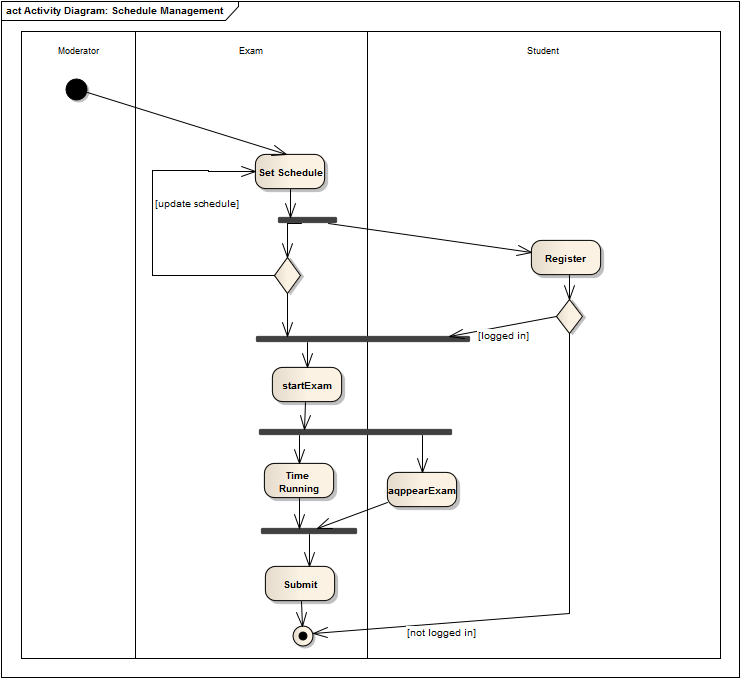 act Activity Diagram: Schedule Management
Moderator
Exam
Student
Set Schedule
[update schedule]
Register
[logged in]
startExam
Time
Running
aqppearExam
Submit
[not logged in]